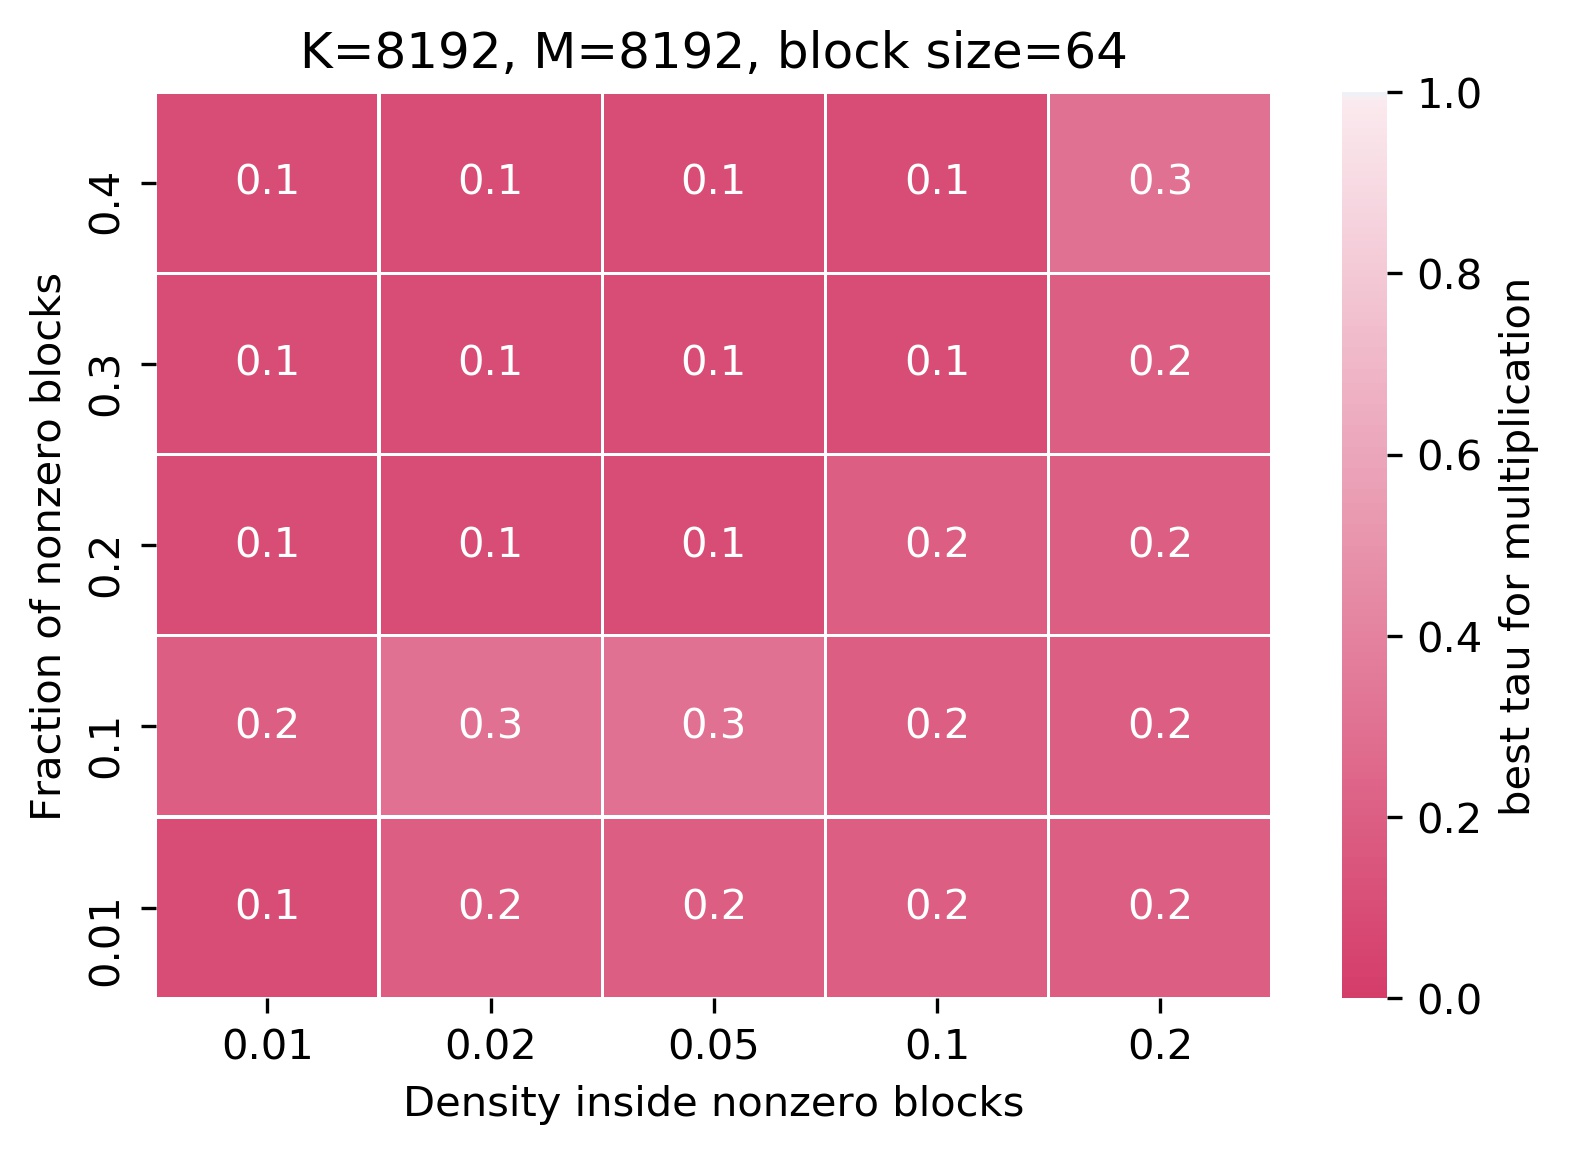 K=8192, M=8192, block size=64
Fraction of nonzero blocks
0.4
0.1 0.1 0.1 0.1 0.3
0.3
0.1 0.1 0.1 0.1 0.2
0.2
0.1 0.1 0.1 0.2 0.2
0.1
0.2 0.3 0.3 0.2 0.2
0.01
0.1 0.2 0.2 0.2 0.2
0.01 0.02 0.05 0.1 0.2
Density inside nonzero blocks
1.0
0.8
0.6
0.4
0.2
0.0
best tau for multiplication